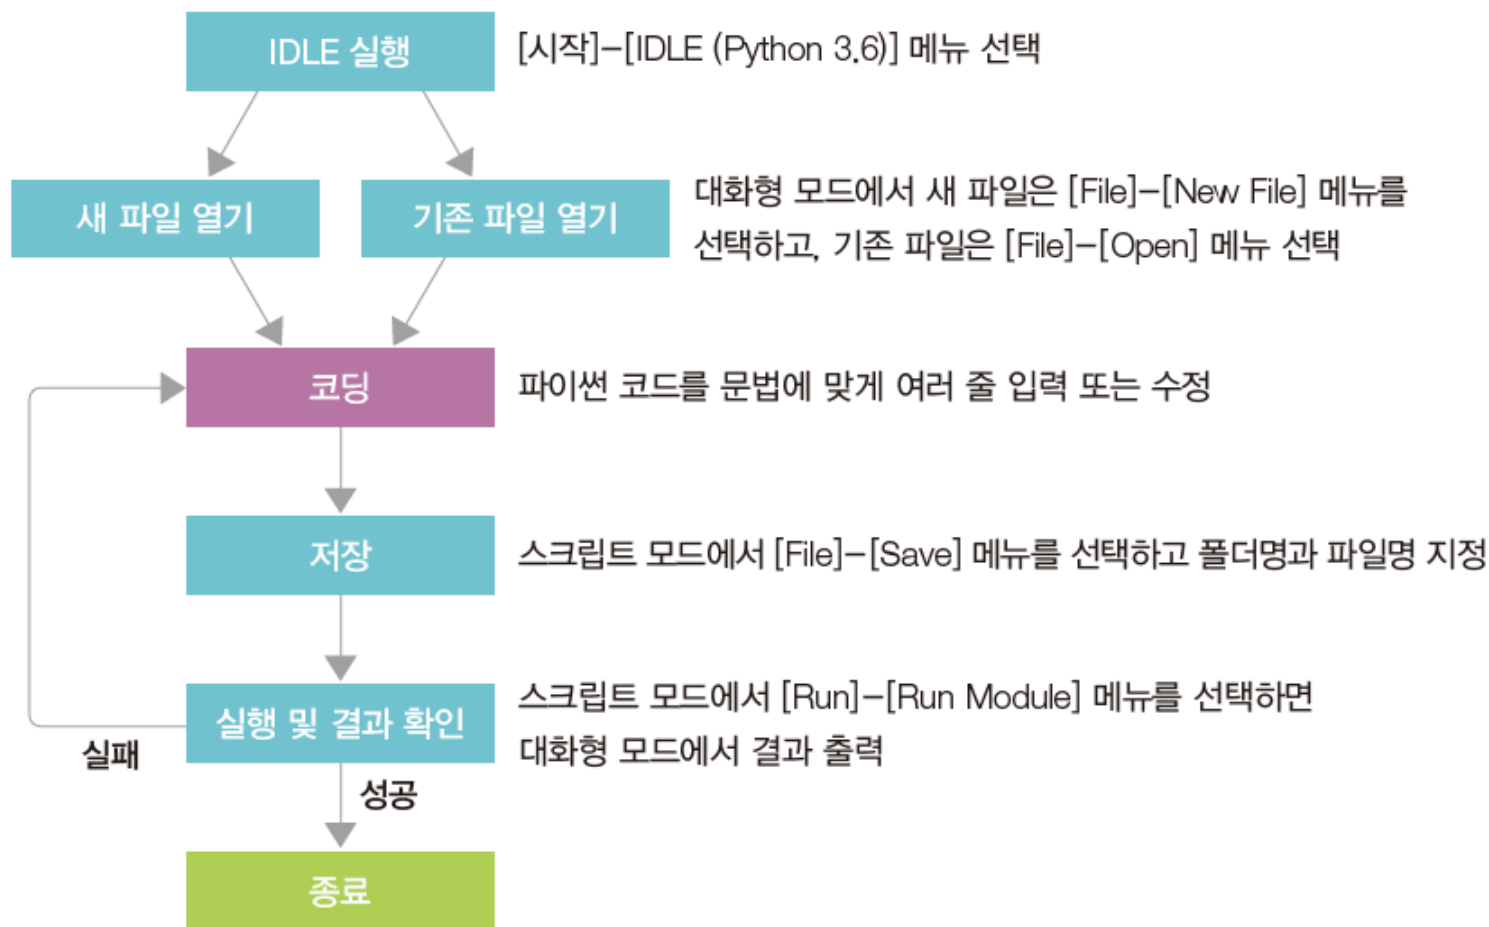 IDLE 실행
[시작]-[IDLE (Python 3.6)] 메뉴 선택
새 파일 열기
기존 파일 열기
대화형 모드에서 새 파일은 [File]-[New File] 메뉴를
선택하고, 기존 파일은 [File]-[Open] 메뉴 선택
코딩
파이썬 코드를 문법에 맞게 여러 줄 입력 또는 수정
저장
스크립트 모드에서 [File]-[Save] 메뉴를 선택하고 폴더명과 파일명 지정
실행 및 결과 확인
스크립트 모드에서 [Run]-[Run Module] 메뉴를 선택하면
대화형 모드에서 결과 출력
실패
성공
종료